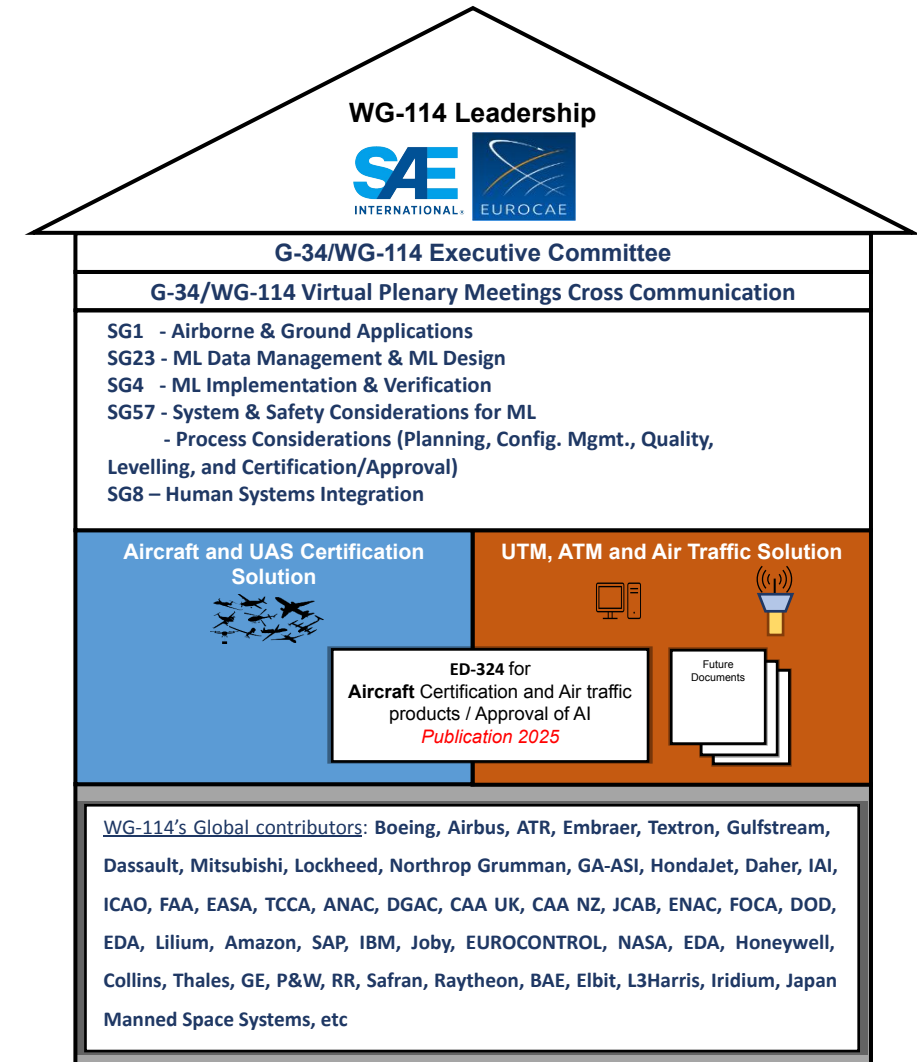 WG-114 Leadership
SAE
INTERNATIONAL®
EUROCAE
G-34/WG-114 Executive Committee
G-34/WG-114 Virtual Plenary Meetings Cross Communication
SG1 - Airborne & Ground Applications
SG23 - ML Data Management & ML Design
SG4 - ML Implementation & Verification
SG57 - System & Safety Considerations for ML
- Process Considerations (Planning, Config. Mgmt., Quality,
Levelling, and Certification/Approval)
SG8 – Human Systems Integration
Aircraft and UAS Certification
Solution
UTM, ATM and Air Traffic Solution
ED-324 for
Aircraft Certification and Air traffic
products / Approval of AI
Publication 2025
Future
Documents
WG-114's Global contributors: Boeing, Airbus, ATR, Embraer, Textron, Gulfstream,
Dassault, Mitsubishi, Lockheed, Northrop Grumman, GA-ASI, HondaJet, Daher, IAI,
ICAO, FAA, EASA, TCCA, ANAC, DGAC, CAA UK, CAA NZ, JCAB, ENAC, FOCA, DOD,
EDA, Lilium, Amazon, SAP, IBM, Joby, EUROCONTROL, NASA, EDA, Honeywell,
Collins, Thales, GE, P&W, RR, Safran, Raytheon, BAE, Elbit, L3Harris, Iridium, Japan
Manned Space Systems, etc